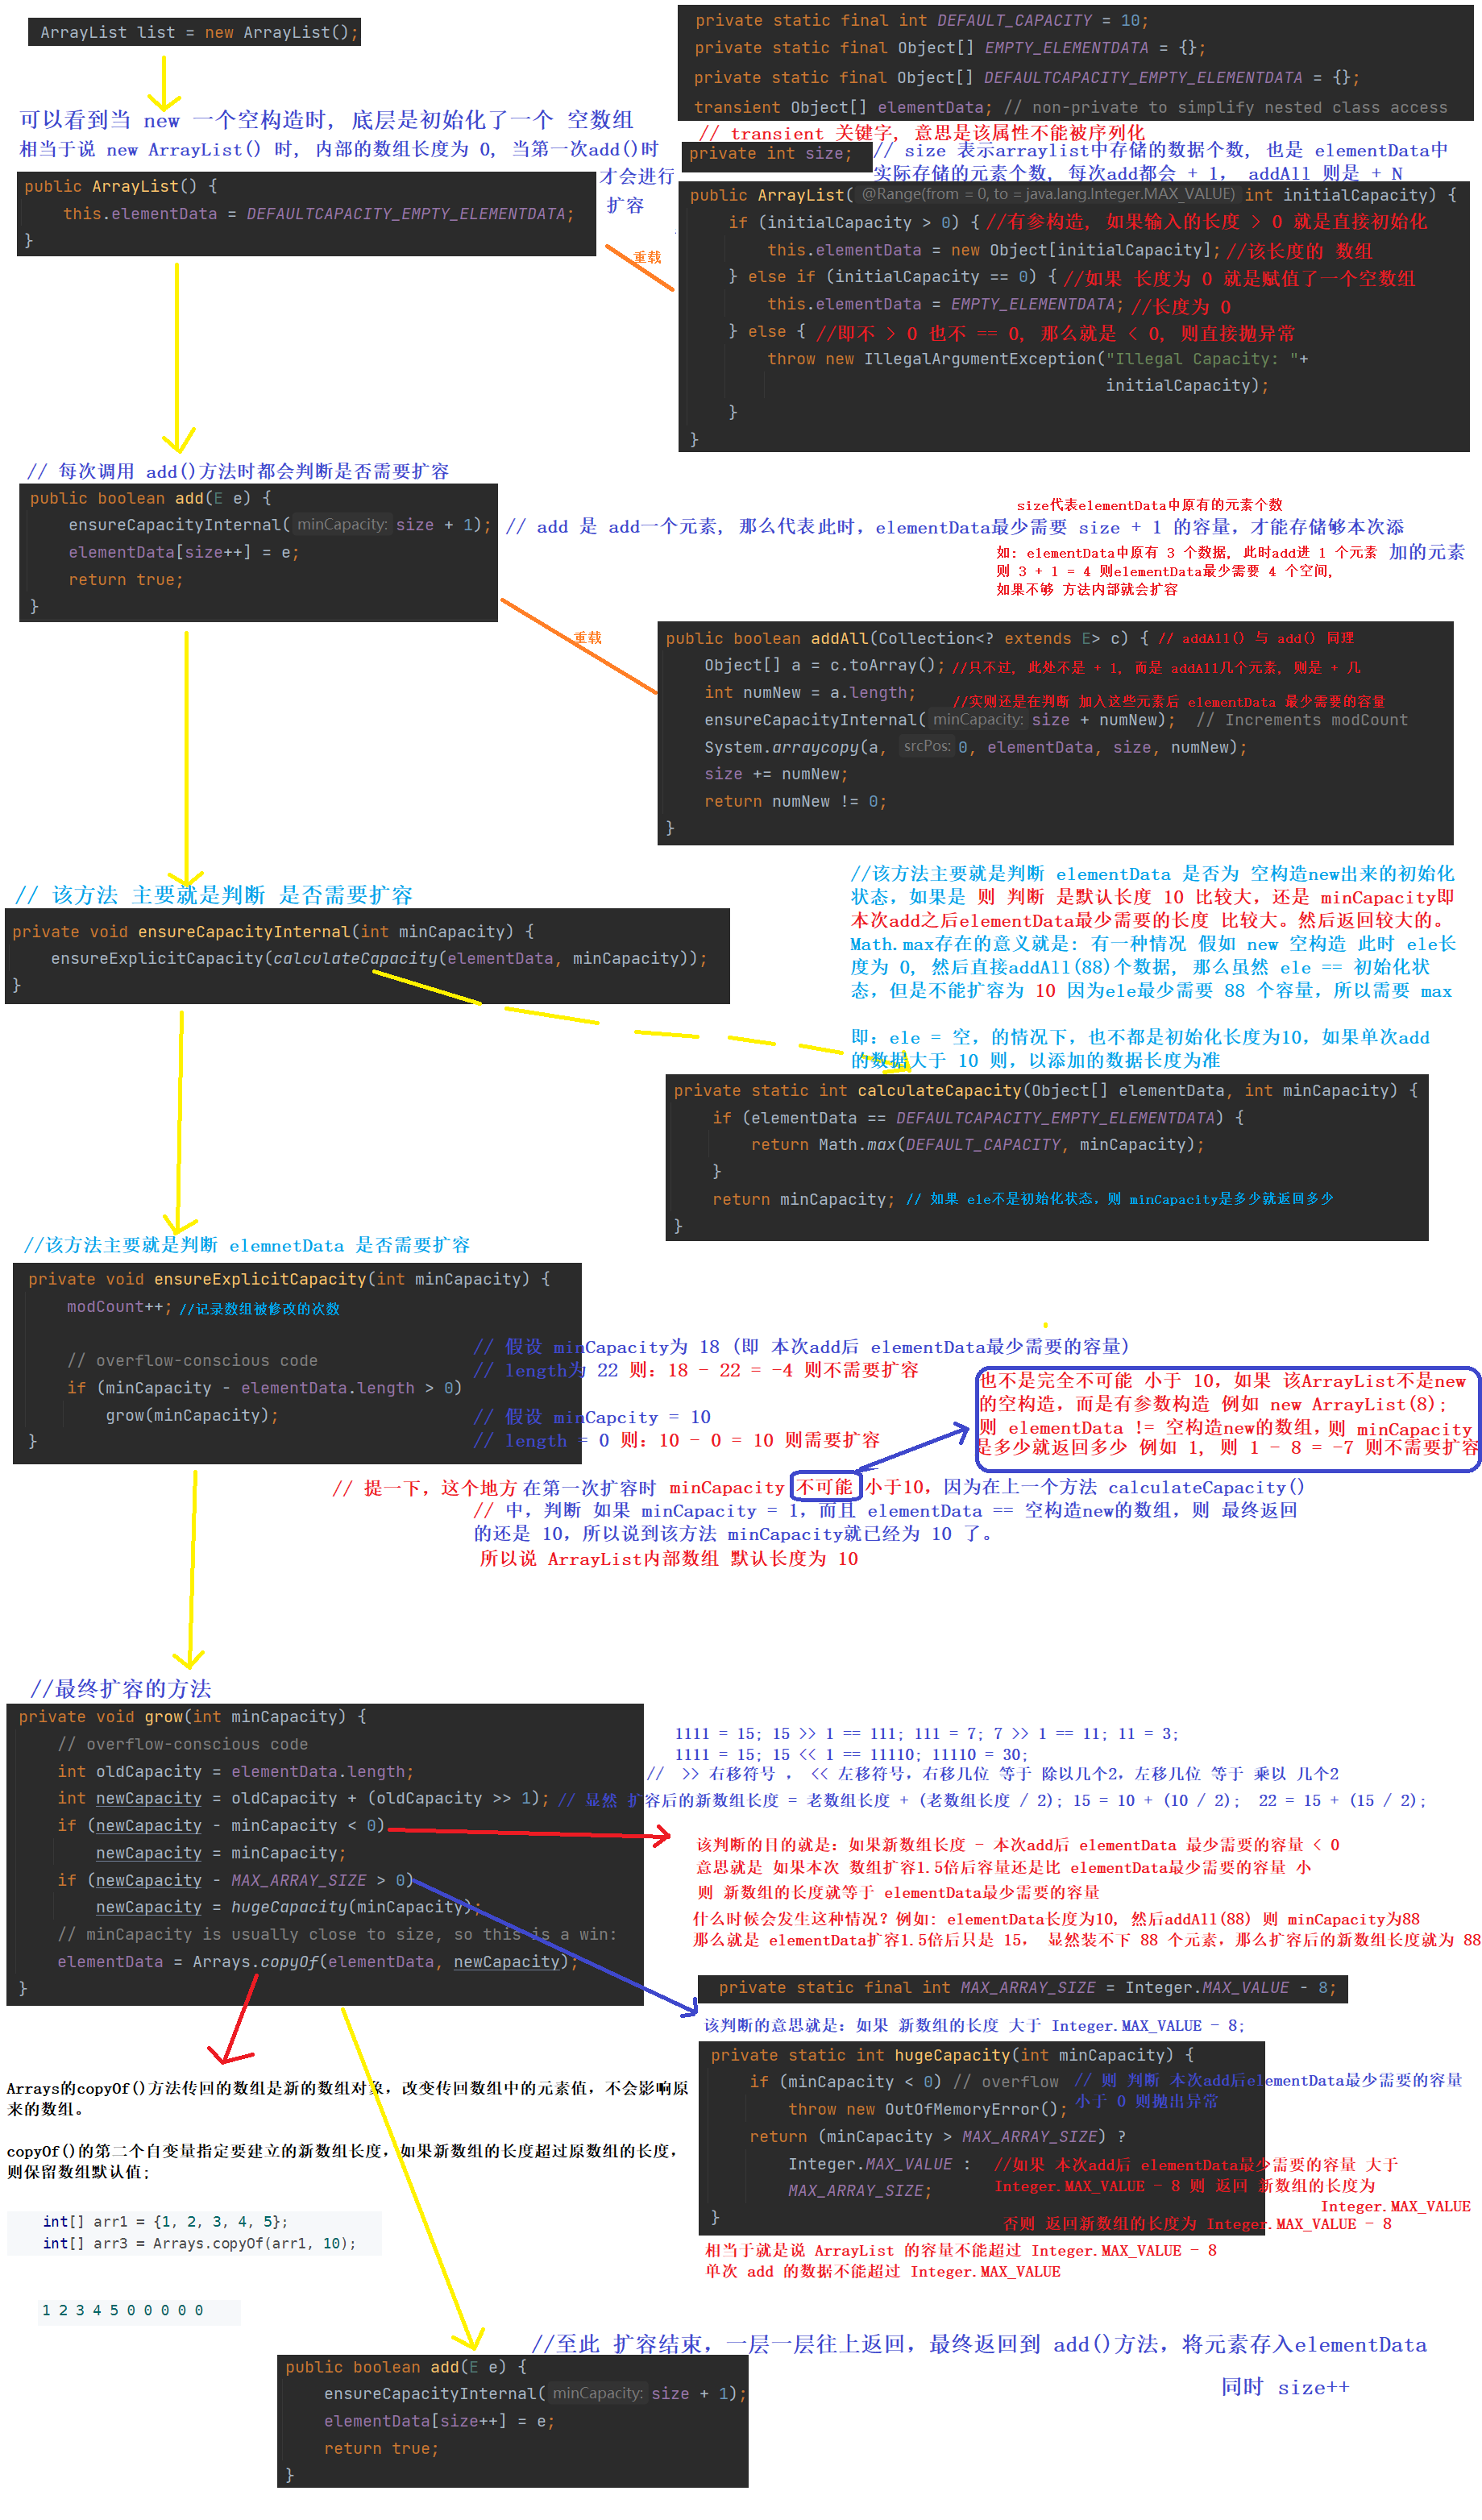 ArrayList list = new ArrayList();
可以看到当 new 一个空构造时, 底层是初始化了一个 空数组
相当于说 new ArrayList() 时, 内部的数组长度为 0, 当第一次add()时
才会进行
扩容
public ArrayList() {
this.elementData = DEFAULTCAPACITY_EMPTY_ELEMENTDATA;
}
重载
private static final int DEFAULT_CAPACITY = 10;
private static final Object[] EMPTY_ELEMENTDATA = {};
private static final Object[] DEFAULTCAPACITY_EMPTY_ELEMENTDATA = {};
transient Object[] elementData; // non-private to simplify nested class access
// transient 关键字, 意思是该属性不能被序列化
private int size;
// size 表示arraylist中存储的数据个数, 也是 elementData中
实际存储的元素个数, 每次add都会 + 1， addAll 则是 + N
public ArrayList( @Range(from = 0, to = java.lang.Integer.MAX_VALUE) int initialCapacity) {
if (initialCapacity > 0) { //有参构造, 如果输入的长度 > 0 就是直接初始化
this.elementData = new Object[initialCapacity]; //该长度的 数组
} else if (initialCapacity == 0) { //如果 长度为 0 就是赋值了一个空数组
this.elementData = EMPTY_ELEMENTDATA; //长度为 0
} else { //即不 > 0 也不 == 0, 那么就是 < 0, 则直接抛异常
throw new IllegalArgumentException("Illegal Capacity: "+
initialCapacity);
}
}
// 每次调用 add()方法时都会判断是否需要扩容
public boolean add(E e) {
ensureCapacityInternal( minCapacity: size + 1);
elementData[size++] = e;
return true;
}
size代表elementData中原有的元素个数
// add 是 add一个元素, 那么代表此时，elementData最少需要 size + 1 的容量，才能存储够本次添
加的元素
如: elementData中原有 3 个数据, 此时add进 1 个元素
则 3 + 1 = 4 则elementData最少需要 4 个空间,
如果不够 方法内部就会扩容
重载
public boolean addAll(Collection<? extends E> c) { // addAll() 与 add() 同理
Object[] a = c.toArray(); //只不过, 此处不是 + 1, 而是 addAll几个元素, 则是 + 几
int numNew = a.length; //实则还是在判断 加入这些元素后 elementData 最少需要的容量
ensureCapacityInternal( minCapacity: size + numNew); // Increments modCount
System.arraycopy(a, srcPos: 0, elementData, size, numNew);
size += numNew;
return numNew != 0;
}
// 该方法 主要就是判断 是否需要扩容
private void ensureCapacityInternal(int minCapacity) {
ensureExplicitCapacity(calculateCapacity(elementData, minCapacity));
}
//该方法主要就是判断 elementData 是否为 空构造new出来的初始化
状态，如果是 则 判断 是默认长度 10 比较大，还是 minCapacity即
本次add之后elementData最少需要的长度 比较大。然后返回较大的。
Math.max存在的意义就是: 有一种情况 假如 new 空构造 此时 ele长
度为 0, 然后直接addAll(88)个数据, 那么虽然 ele == 初始化状
态，但是不能扩容为 10 因为ele最少需要 88 个容量，所以需要 max
即：ele = 空，的情况下，也不都是初始化长度为10，如果单次add
的数据大于 10 则，以添加的数据长度为准
private static int calculateCapacity(Object[] elementData, int minCapacity) {
if (elementData == DEFAULTCAPACITY_EMPTY_ELEMENTDATA) {
return Math.max(DEFAULT_CAPACITY, minCapacity);
}
return minCapacity; // 如果 ele不是初始化状态，则 minCapacity是多少就返回多少
}
//该方法主要就是判断 elemnetData 是否需要扩容
private void ensureExplicitCapacity(int minCapacity) {
modCount++; //记录数组被修改的次数
// overflow-conscious code
if (minCapacity - elementData.length > 0)
grow(minCapacity);
}
// 假设 minCapacity为 18 (即 本次add后 elementData最少需要的容量)
// length为 22 则：18 - 22 = -4 则不需要扩容
// 假设 minCapcity = 10
// length = 0 则：10 - 0 = 10 则需要扩容
也不是完全不可能 小于 10，如果 该ArrayList不是new
的空构造，而是有参数构造 例如 new ArrayList(8);
则 elementData != 空构造new的数组，则 minCapacity
是多少就返回多少 例如 1, 则 1 - 8 = -7 则不需要扩容
// 提一下，这个地方 在第一次扩容时 minCapacity 不可能 小于10，因为在上一个方法 calculateCapacity()
// 中，判断 如果 minCapacity = 1，而且 elementData == 空构造new的数组，则 最终返回
的还是 10，所以说到该方法 minCapacity就已经为 10 了。
所以说 ArrayList内部数组 默认长度为 10
//最终扩容的方法
private void grow(int minCapacity) {
// overflow-conscious code
int oldCapacity = elementData.length;
int newCapacity = oldCapacity + (oldCapacity >> 1);
if (newCapacity - minCapacity < 0)
newCapacity = minCapacity;
if (newCapacity - MAX_ARRAY_SIZE > 0)
newCapacity = hugeCapacity(minCapacity);
// minCapacity is usually close to size, so this is a win:
elementData = Arrays.copyOf(elementData, newCapacity);
}
1111 = 15; 15 >> 1 == 111; 111 = 7; 7 >> 1 == 11; 11 = 3;
1111 = 15; 15 << 1 == 11110; 11110 = 30;
// >> 右移符号 ， << 左移符号，右移几位 等于 除以几个2，左移几位 等于 乘以 几个2
// 显然 扩容后的新数组长度 = 老数组长度 + (老数组长度 / 2); 15 = 10 + (10 / 2); 22 = 15 + (15 / 2);
该判断的目的就是：如果新数组长度 - 本次add后 elementData 最少需要的容量 < 0
意思就是 如果本次 数组扩容1.5倍后容量还是比 elementData最少需要的容量 小
则 新数组的长度就等于 elementData最少需要的容量
什么时候会发生这种情况？例如: elementData长度为10, 然后addAll(88) 则 minCapacity为88
那么就是 elementData扩容1.5倍后只是 15， 显然装不下 88 个元素，那么扩容后的新数组长度就为 88
private static final int MAX_ARRAY_SIZE = Integer.MAX_VALUE - 8;
该判断的意思就是：如果 新数组的长度 大于 Integer.MAX_VALUE - 8;
private static int hugeCapacity(int minCapacity) {
if (minCapacity < 0) // overflow // 则 判断 本次add后elementData最少需要的容量
throw new OutOfMemoryError(); 小于 0 则抛出异常
return (minCapacity > MAX_ARRAY_SIZE) ?
Integer.MAX_VALUE : //如果 本次add后 elementData最少需要的容量 大于
MAX_ARRAY_SIZE; Integer.MAX_VALUE - 8 则 返回 新数组的长度为
Integer.MAX_VALUE
}
否则 返回新数组的长度为 Integer.MAX_VALUE - 8
相当于就是说 ArrayList 的容量不能超过 Integer.MAX_VALUE - 8
单次 add 的数据不能超过 Integer.MAX_VALUE
Arrays的copyOf()方法传回的数组是新的数组对象，改变传回数组中的元素值，不会影响原
来的数组。
copyOf()的第二个自变量指定要建立的新数组长度，如果新数组的长度超过原数组的长度，
则保留数组默认值;
int[] arr1 = {1, 2, 3, 4, 5};
int[] arr3 = Arrays.copyOf(arr1, 10);
1 2 3 4 5 0 0 0 0 0
//至此 扩容结束，一层一层往上返回，最终返回到 add()方法，将元素存入elementData
同时 size++
public boolean add(E e) {
ensureCapacityInternal( minCapacity: size + 1);
elementData[size++] = e;
return true;
}